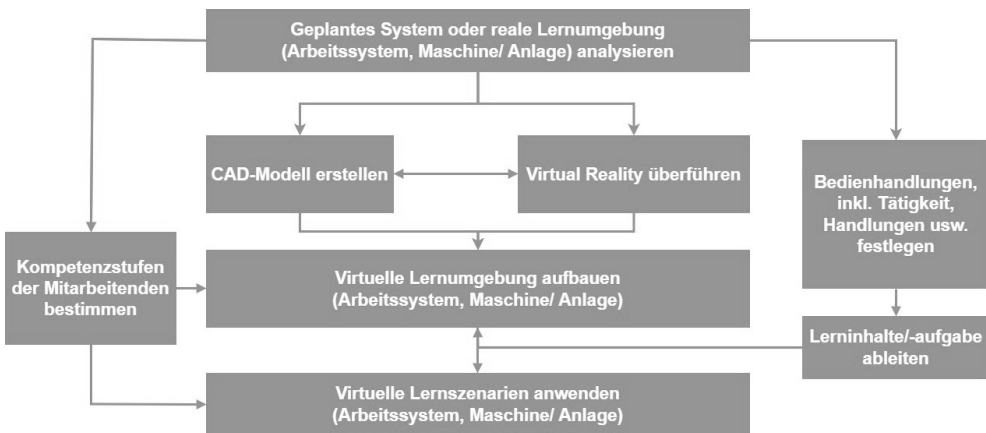 Geplantes System oder reale Lernumgebung
(Arbeitssystem, Maschine/ Anlage) analysieren
CAD-Modell erstellen
Virtual Reality überführen
Bedienhandlungen,
inkl. Tätigkeit,
Handlungen usw.
festlegen
Kompetenzstufen
der Mitarbeitenden
bestimmen
Virtuelle Lernumgebung aufbauen
(Arbeitssystem, Maschine/ Anlage)
Lerninhalte/-aufgabe
ableiten
Virtuelle Lernszenarien anwenden
(Arbeitssystem, Maschine/ Anlage)